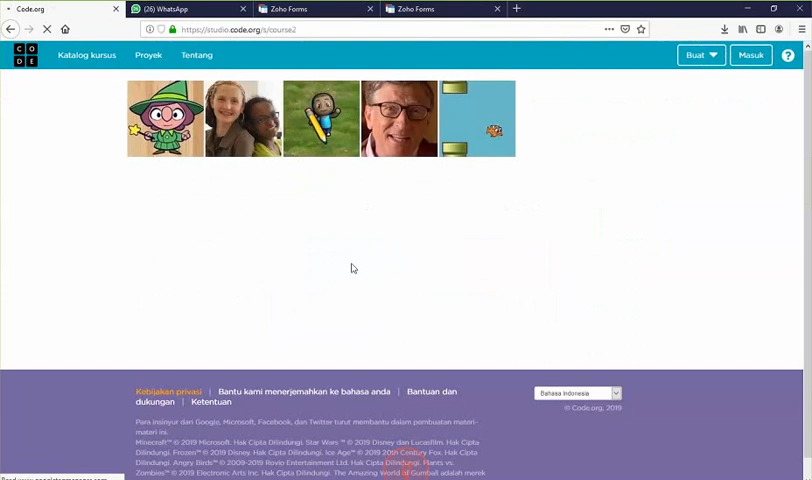 Code.org
(26) WhatsApp
Zoho Forms
Zoho Forms
https://studio.code.org/s/course2
CODE
Katalog kursus
Proyek
Tentang
Buat
Masuk
?
Kebijakan privasi | Bantu kami menerjemahkan ke bahasa anda | Bantuan dan
dukungan | Ketentuan
Bahasa Indonesia
© Code.org, 2019
Para insinyur dari Google, Microsoft, Facebook, dan Twitter turut membantu dalam pembuatan materi-
materi ini.
Minecraft™ © 2019 Microsoft. Hak Cipta Dilindungi. Star Wars ™ © 2019 Disney dan Lucasfilm. Hak
Cipta Dilindungi. Frozen™ © 2019 Disney. Hak Cipta Dilindungi. Ice Age™ © 2019 20th Century Fox. Hak Cipta
Dilindungi. Angry Birds™ © 2009-2019 Rovio Entertainment Ltd. Hak Cipta Dilindungi. Plants vs.
Zombies™ © 2019 Electronic Arts Inc. Hak Cipta Dilindungi. The Amazing World of Gumball adalah merek